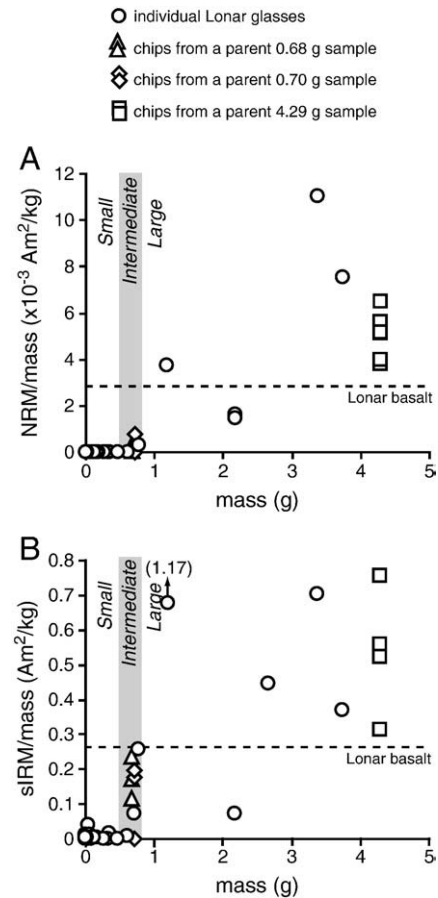 individual Lonar glasses
chips from a parent 0.68 g sample
chips from a parent 0.70 g sample
chips from a parent 4.29 g sample
A
12
10
8
6
4
2
0
NRM/mass (x10⁻³ Am²/kg)
Small
Intermediate
Large
Lonar basalt
0 1 2 3 4 5
mass (g)
B
0.8
0.7
0.6
0.5
0.4
0.3
0.2
0.1
0
sIRM/mass (Am²/kg)
Small
Intermediate
Large
(1.17)
Lonar basalt
0 1 2 3 4 5
mass (g)